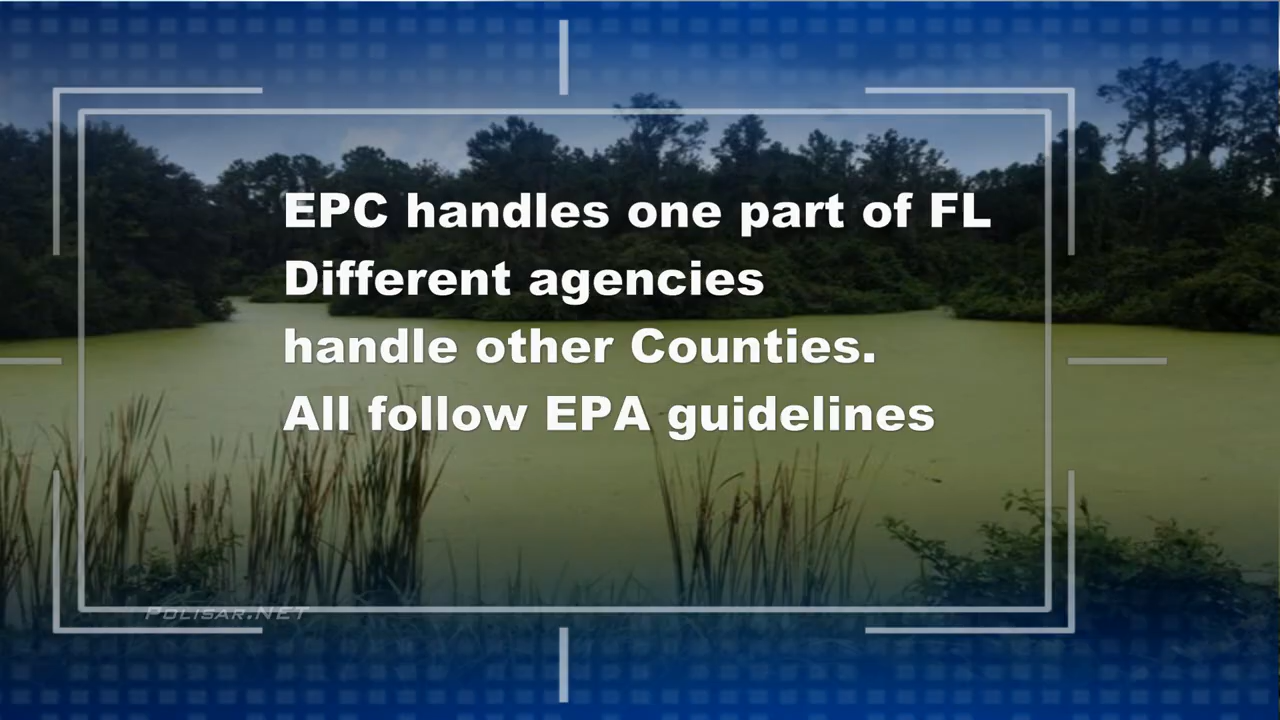 EPC handles one part of FL
Different agencies
handle other Counties.
All follow EPA guidelines
POLISAR.NET